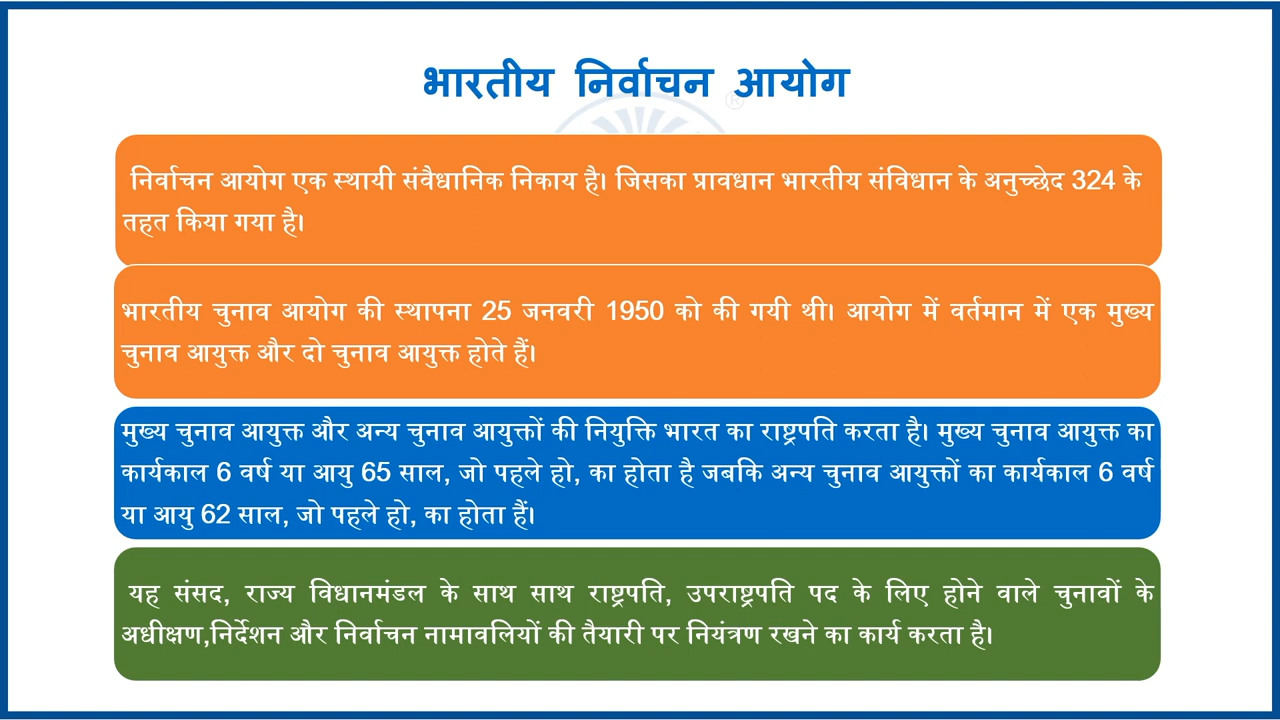 भारतीय निर्वाचन आयोग
®
निर्वाचन आयोग एक स्थायी संवैधानिक निकाय है। जिसका प्रावधान भारतीय संविधान के अनुच्छेद 324 के
तहत किया गया है।
भारतीय चुनाव आयोग की स्थापना 25 जनवरी 1950 को की गयी थी। आयोग में वर्तमान में एक मुख्य
चुनाव आयुक्त और दो चुनाव आयुक्त होते हैं।
मुख्य चुनाव आयुक्त और अन्य चुनाव आयुक्तों की नियुक्ति भारत का राष्ट्रपति करता है। मुख्य चुनाव आयुक्त का
कार्यकाल 6 वर्ष या आयु 65 साल, जो पहले हो, का होता है जबकि अन्य चुनाव आयुक्तों का कार्यकाल 6 वर्ष
या आयु 62 साल, जो पहले हो, का होता हैं।
यह संसद, राज्य विधानमंडल के साथ साथ राष्ट्रपति, उपराष्ट्रपति पद के लिए होने वाले चुनावों के
अधीक्षण,निर्देशन और निर्वाचन नामावलियों की तैयारी पर नियंत्रण रखने का कार्य करता है।